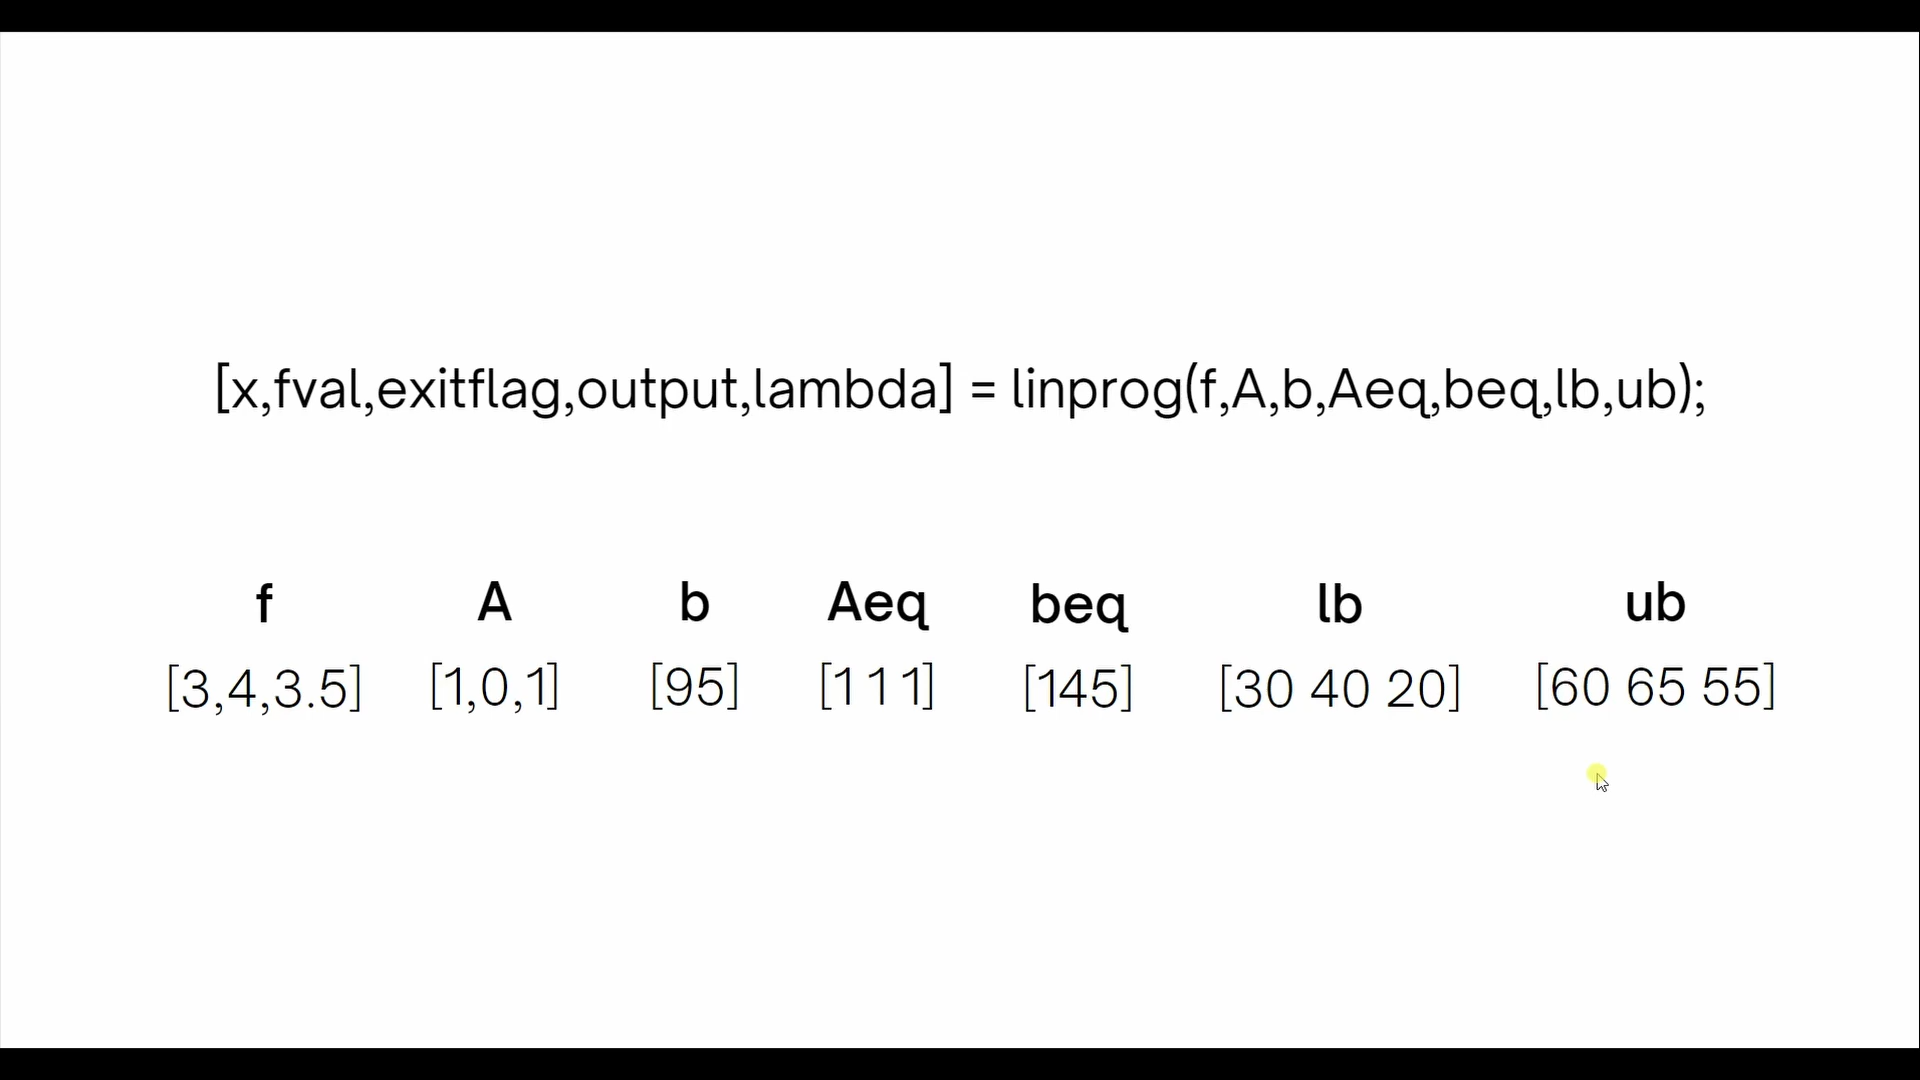 [x,fval,exitflag,output,lambda] = linprog(f,A,b,Aeq,beq,lb,ub);
f A b Aeq beq lb ub
[3,4,3.5] [1,0,1] [95] [1 1 1] [145] [30 40 20] [60 65 55]